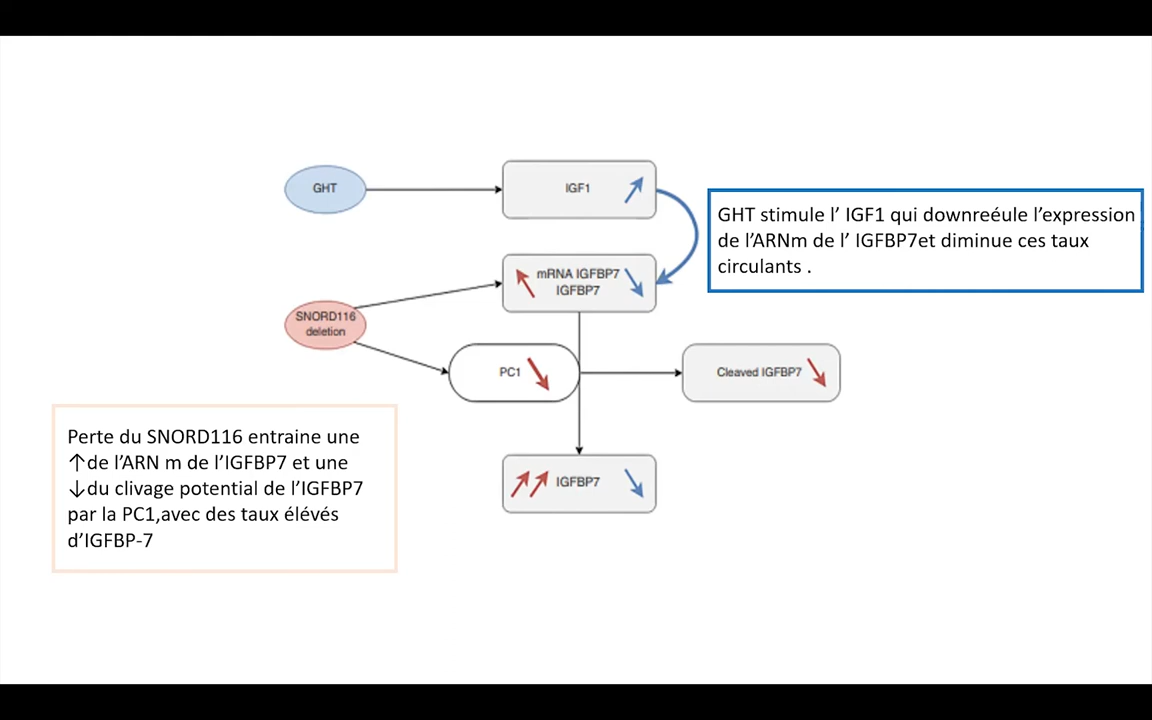 GHT
IGF1
GHT stimule l’ IGF1 qui downreéule l’expression
de l’ARNm de l’ IGFBP7et diminue ces taux
circulants .
mRNA IGFBP7
IGFBP7
SNORD116
deletion
PC1
Cleaved IGFBP7
Perte du SNORD116 entraine une
↑de l’ARN m de l’IGFBP7 et une
↓du clivage potential de l’IGFBP7
par la PC1,avec des taux élévés
d’IGFBP-7
IGFBP7